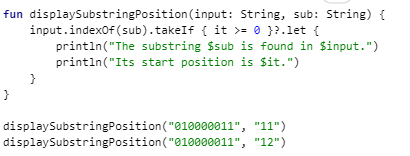 fun displaySubstringPosition(input: String, sub: String) {
    input.indexOf(sub).takeIf { it >= 0 }?.let {
        println("The substring $sub is found in $input.")
        println("Its start position is $it.")
    }
}

displaySubstringPosition("010000011", "11")
displaySubstringPosition("010000011", "12")